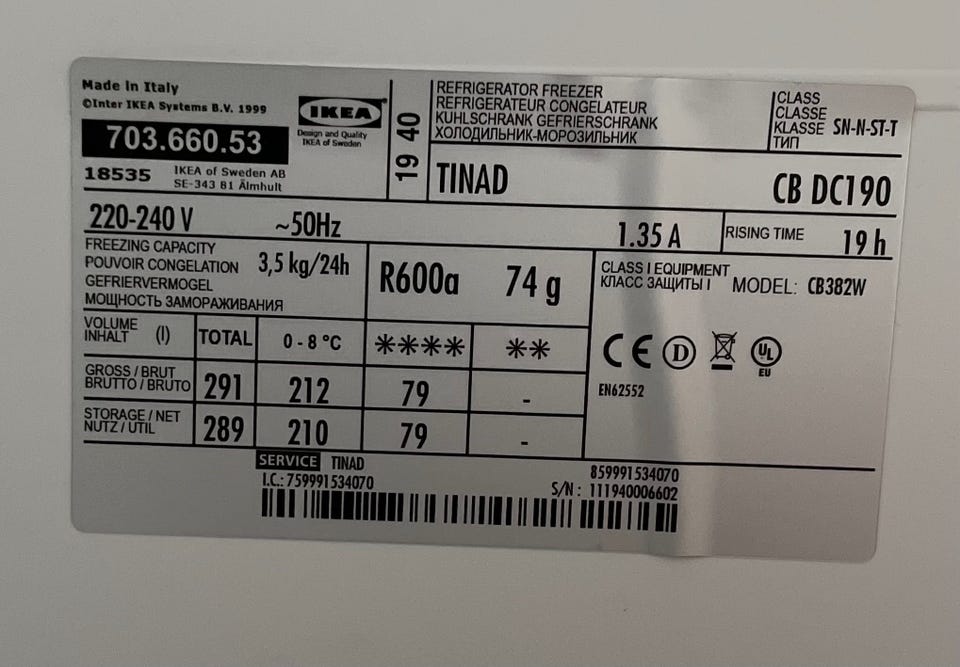 Made in Italy
©Inter IKEA Systems B.V. 1999
703.660.53
18535 IKEA of Sweden AB
SE-343 81 Älmhult
IKEA
Design and Quality
IKEA of Sweden
19 40
REFRIGERATOR FREEZER
REFRIGERATEUR CONGELATEUR
KUHLSCHRANK GEFRIERSCHRANK
ХОЛОДИЛЬНИК-МОРОЗИЛЬНИК
CLASS
CLASSE
KLASSE SN-N-ST-T
ТИП
TINAD CB DC190
220-240 V ~50Hz 1.35 A RISING TIME 19 h
FREEZING CAPACITY
POUVOIR CONGELATION 3,5 kg/24h
GEFRIERVERMOGEL
МОЩНОСТЬ ЗАМОРАЖИВАНИЯ
R600a 74 g
CLASS I EQUIPMENT
КЛАСС ЗАЩИТЫ I MODEL: CB382W
CE D UL
EU
EN62552
VOLUME
INHALT (l) TOTAL 0 - 8 °C **** **
GROSS / BRUT
BRUTTO / BRUTO 291 212 79 -
STORAGE / NET
NUTZ / UTIL 289 210 79 -
SERVICE TINAD 859991534070
I.C.: 759991534070 S/N : 111940006602